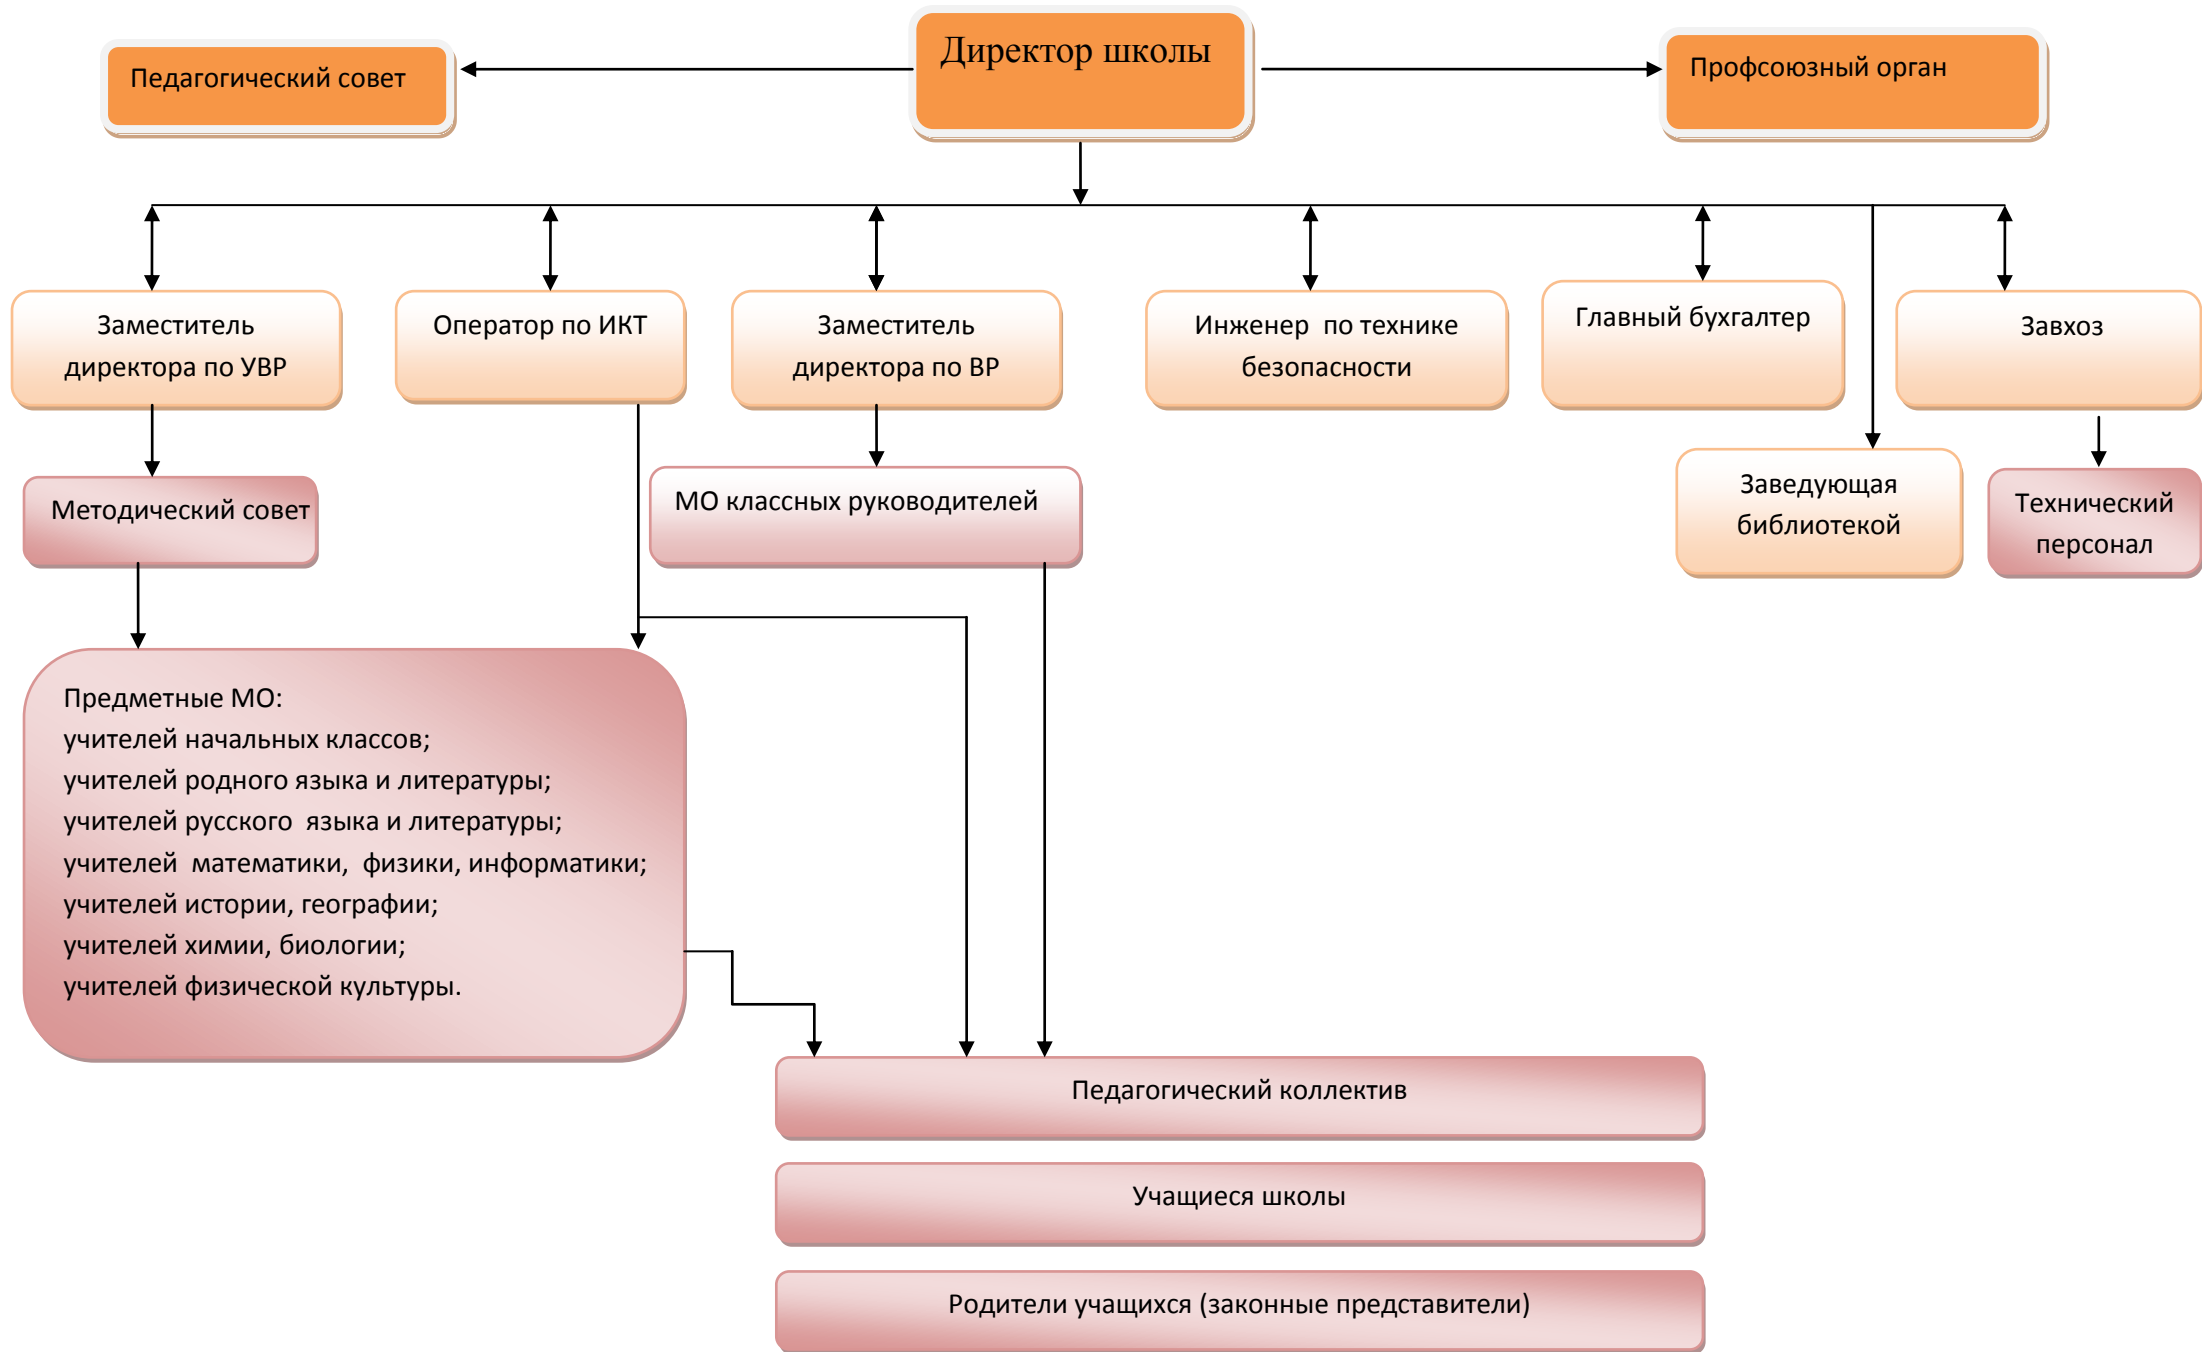 Директор школы
Педагогический совет
Профсоюзный орган
Заместитель
директора по УВР
Оператор по ИКТ
Заместитель
директора по ВР
Инженер по технике
безопасности
Главный бухгалтер
Завхоз
Методический совет
МО классных руководителей
Заведующая
библиотекой
Технический
персонал
Предметные МО:
учителей начальных классов;
учителей родного языка и литературы;
учителей русского языка и литературы;
учителей математики, физики, информатики;
учителей истории, географии;
учителей химии, биологии;
учителей физической культуры.
Педагогический коллектив
Учащиеся школы
Родители учащихся (законные представители)